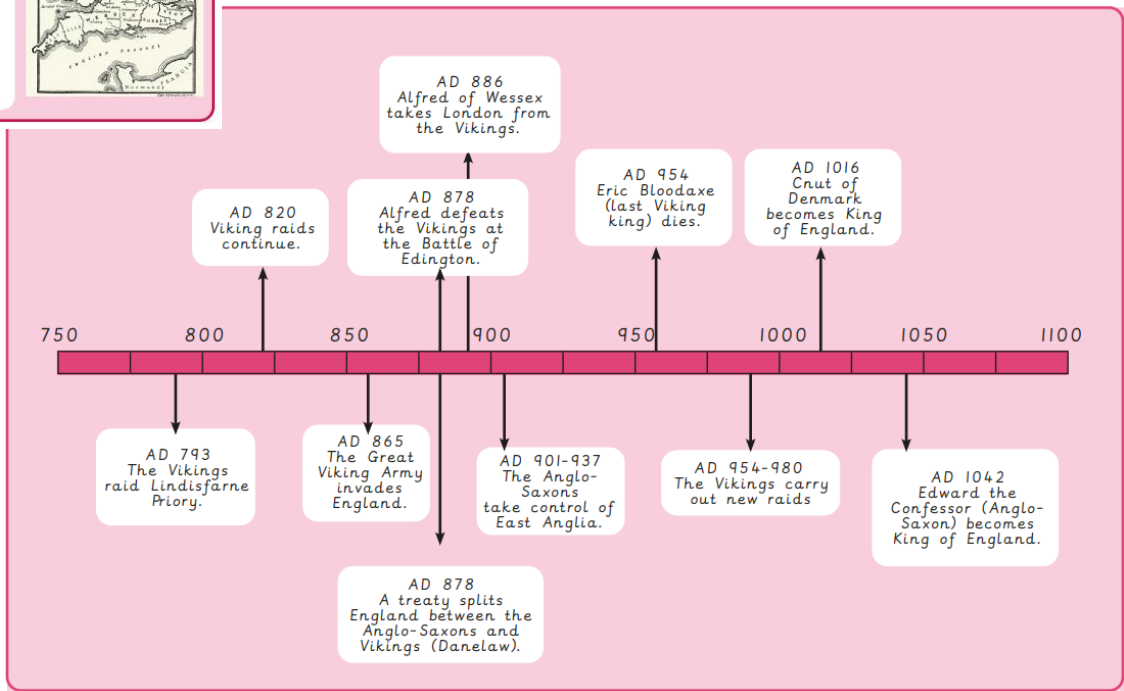 ENGLISH CHANNEL
Normandy
AD 886
Alfred of Wessex
takes London from
the Vikings.
AD 820
Viking raids
continue.
AD 878
Alfred defeats
the Vikings at
the Battle of
Edington.
AD 954
Eric Bloodaxe
(last Viking
king) dies.
AD 1016
Cnut of
Denmark
becomes King
of England.
750 800 850 900 950 1000 1050 1100
AD 793
The Vikings
raid Lindisfarne
Priory.
AD 865
The Great
Viking Army
invades
England.
AD 901-937
The Anglo-
Saxons
take control of
East Anglia.
AD 954-980
The Vikings carry
out new raids
AD 1042
Edward the
Confessor (Anglo-
Saxon) becomes
King of England.
AD 878
A treaty splits
England between the
Anglo-Saxons and
Vikings (Danelaw).